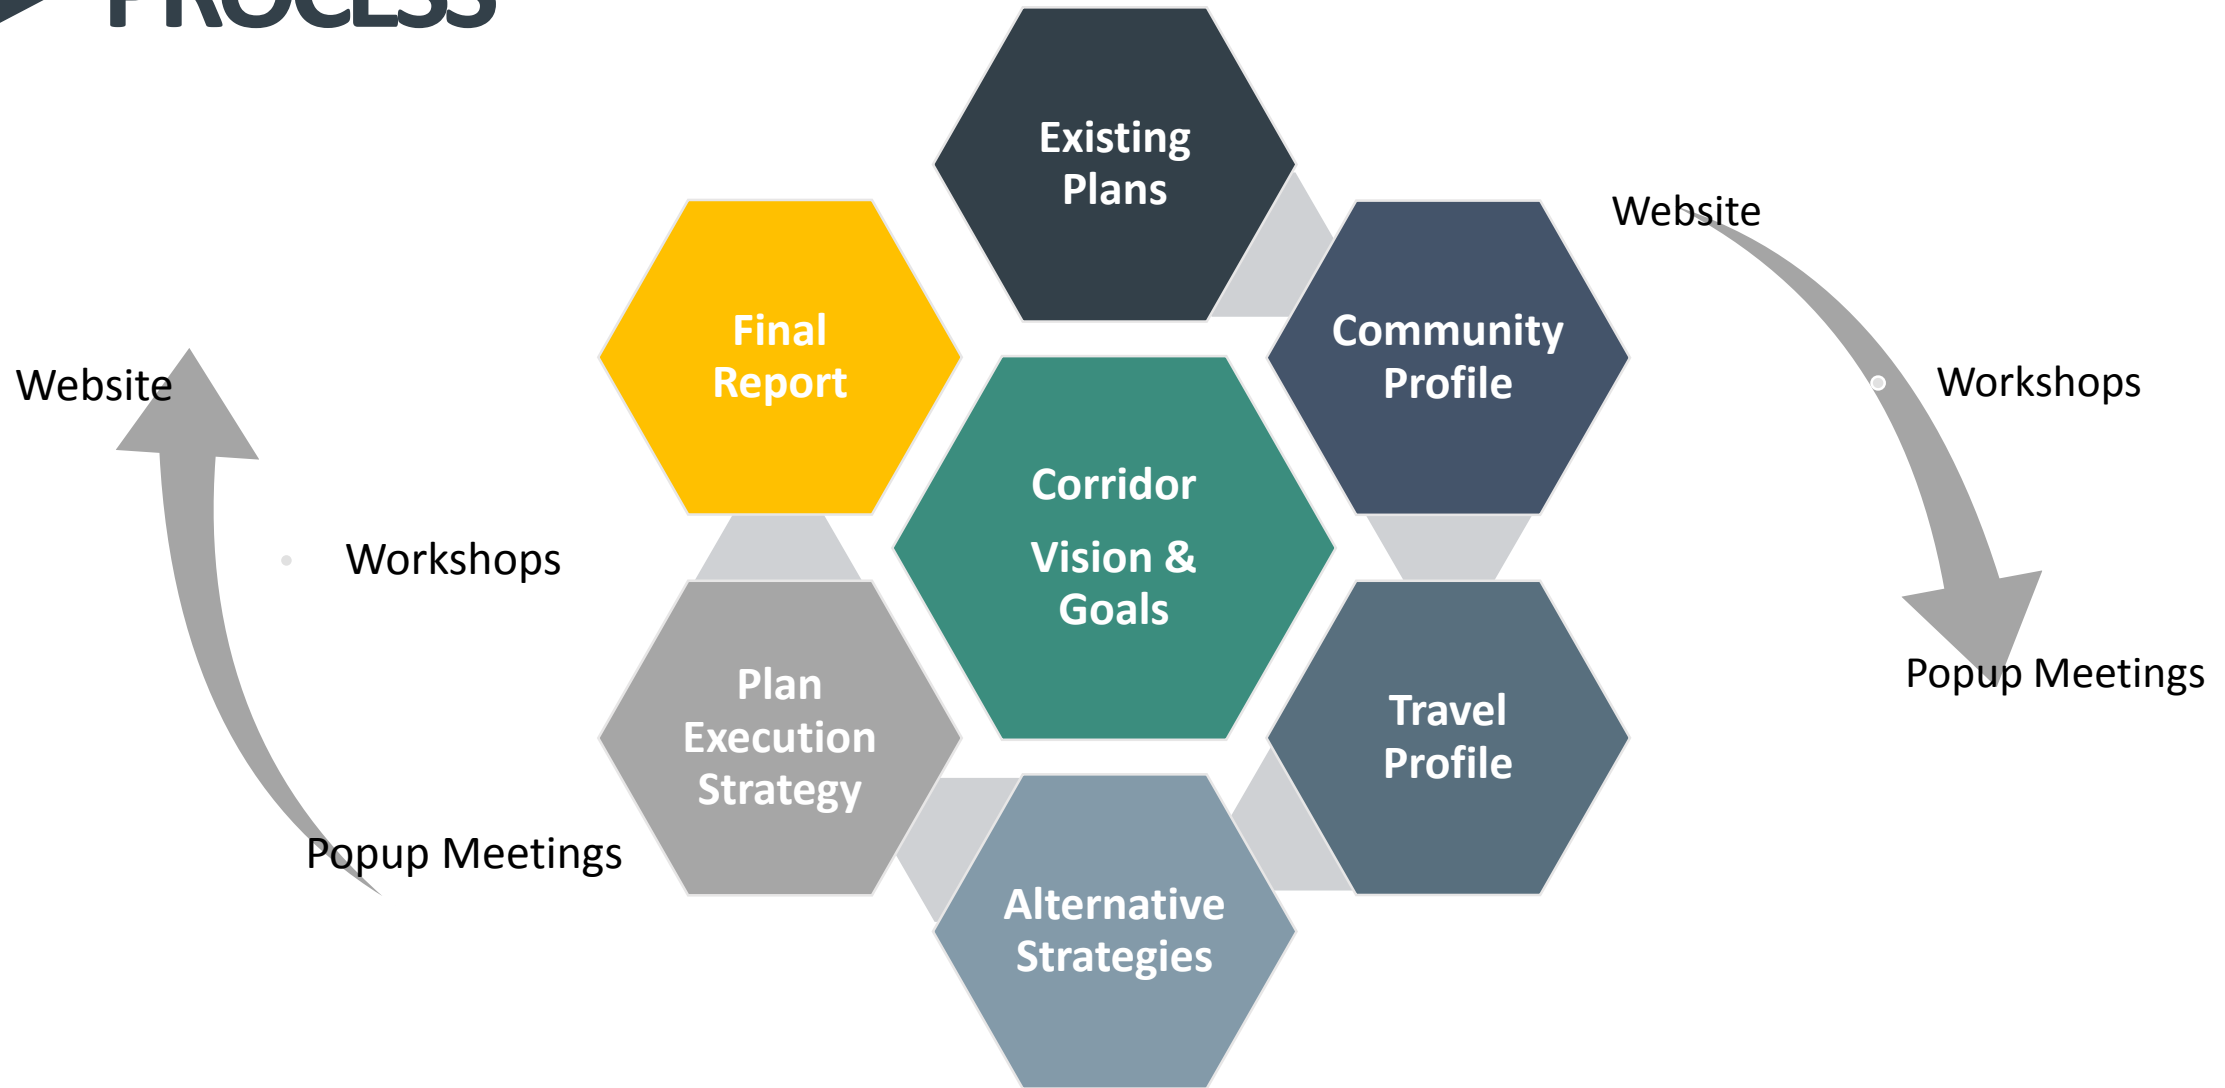 PROCESS
Existing
Plans
Final
Report
Community
Profile
Corridor
Vision &
Goals
Plan
Execution
Strategy
Travel
Profile
Alternative
Strategies
Website
Workshops
Popup Meetings
Website
Workshops
Popup Meetings